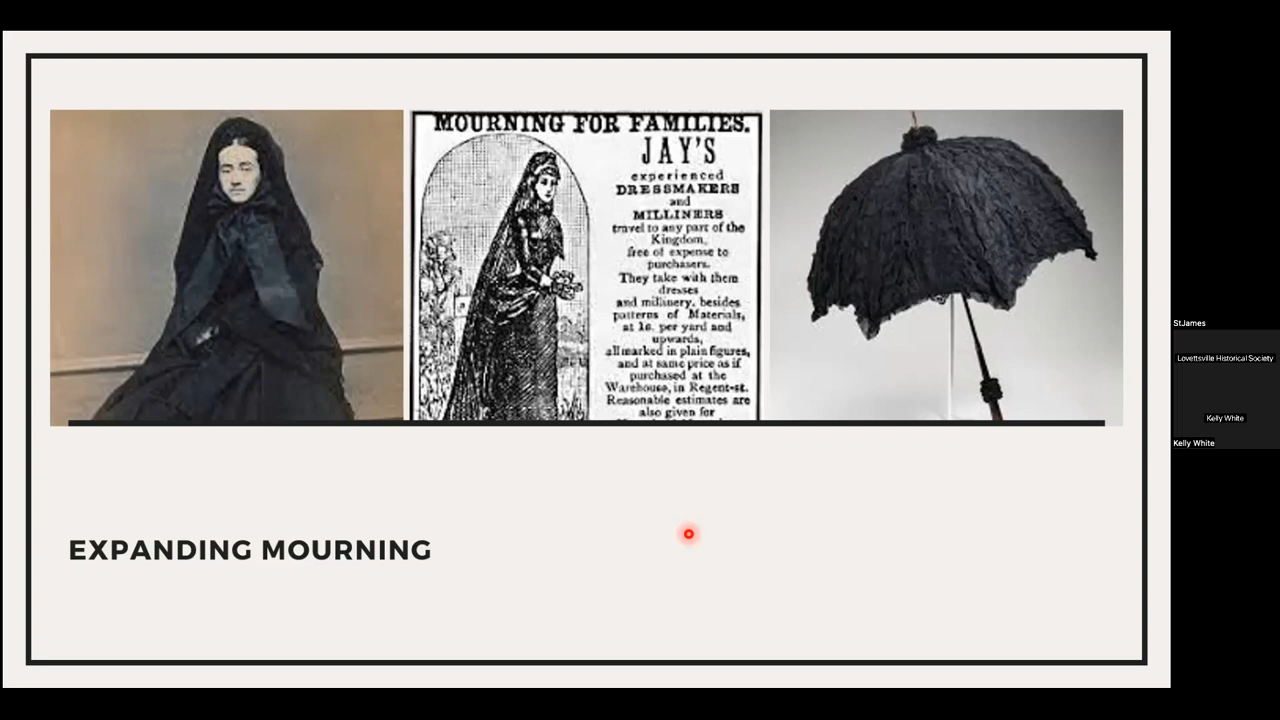 MOURNING FOR FAMILIES.
JAY'S
experienced
DRESSMAKERS
and
MILLINERS
travel to any part of the
Kingdom,
free of expense to
purchasers.
They take with them
dresses
and millinery, besides
patterns of Materials,
at 1s. per yard and
upwards,
all marked in plain figures,
and at same price as if
purchased at the
Warehouse, in Regent-st.
Reasonable estimates are
also given for
EXPANDING MOURNING
StJames
Lovettsville Historical Society
Kelly White
Kelly White